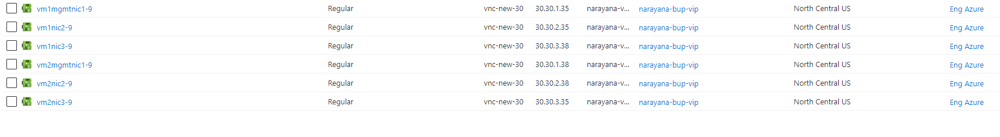 vm1mgmtnic1-9 Regular vnc-new-30 30.30.1.35 narayana-v... narayana-bup-vip North Central US Eng Azure
vm1nic2-9 Regular vnc-new-30 30.30.2.35 narayana-v... narayana-bup-vip North Central US Eng Azure
vm1nic3-9 Regular vnc-new-30 30.30.3.38 narayana-v... narayana-bup-vip North Central US Eng Azure
vm2mgmtnic1-9 Regular vnc-new-30 30.30.1.38 narayana-v... narayana-bup-vip North Central US Eng Azure
vm2nic2-9 Regular vnc-new-30 30.30.2.38 narayana-v... narayana-bup-vip North Central US Eng Azure
vm2nic3-9 Regular vnc-new-30 30.30.3.35 narayana-v... narayana-bup-vip North Central US Eng Azure